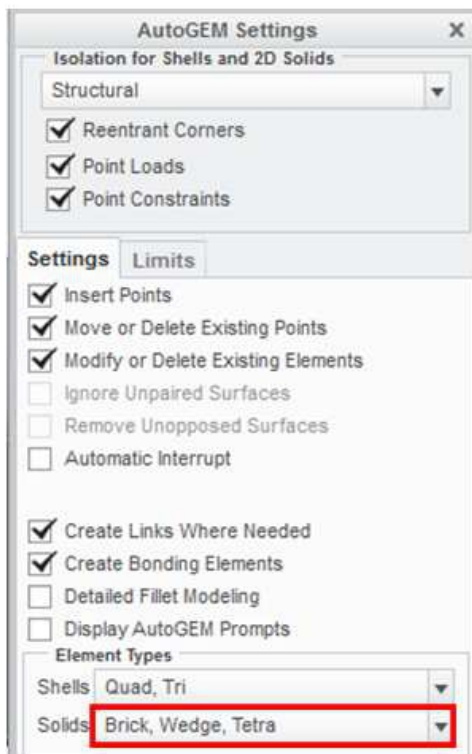 AutoGEM Settings X
Isolation for Shells and 2D Solids
Structural
Reentrant Corners
Point Loads
Point Constraints
Settings Limits
Insert Points
Move or Delete Existing Points
Modify or Delete Existing Elements
Ignore Unpaired Surfaces
Remove Unopposed Surfaces
Automatic Interrupt
Create Links Where Needed
Create Bonding Elements
Detailed Fillet Modeling
Display AutoGEM Prompts
Element Types
Shells Quad, Tri
Solids Brick, Wedge, Tetra